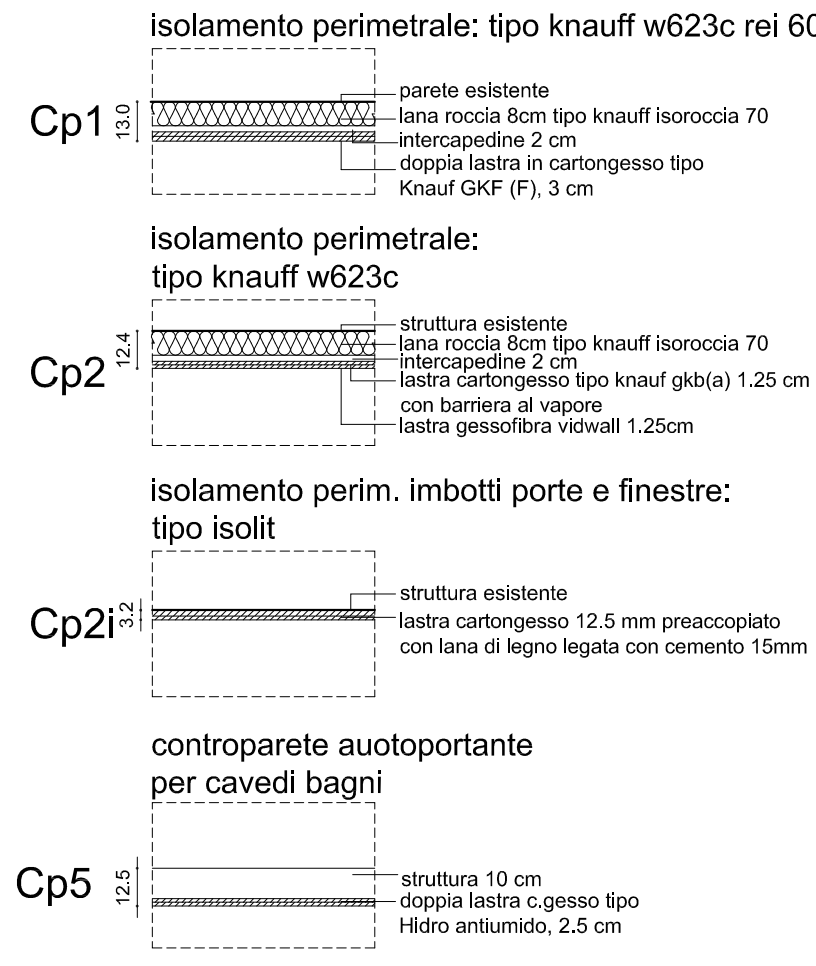 isolamento perimetrale: tipo knauff w623c rei 60
Cp1
13.0
parete esistente
lana roccia 8cm tipo knauff isoroccia 70
intercapedine 2 cm
doppia lastra in cartongesso tipo
Knauf GKF (F), 3 cm
isolamento perimetrale:
tipo knauff w623c
Cp2
12.4
struttura esistente
lana roccia 8cm tipo knauff isoroccia 70
intercapedine 2 cm
lastra cartongesso tipo knauf gkb(a) 1.25 cm
con barriera al vapore
lastra gessofibra vidwall 1.25cm
isolamento perim. imbotti porte e finestre:
tipo isolit
Cp2i
3.2
struttura esistente
lastra cartongesso 12.5 mm preaccopiato
con lana di legno legata con cemento 15mm
controparete auotoportante
per cavedi bagni
Cp5
12.5
struttura 10 cm
doppia lastra c.gesso tipo
Hidro antiumido, 2.5 cm